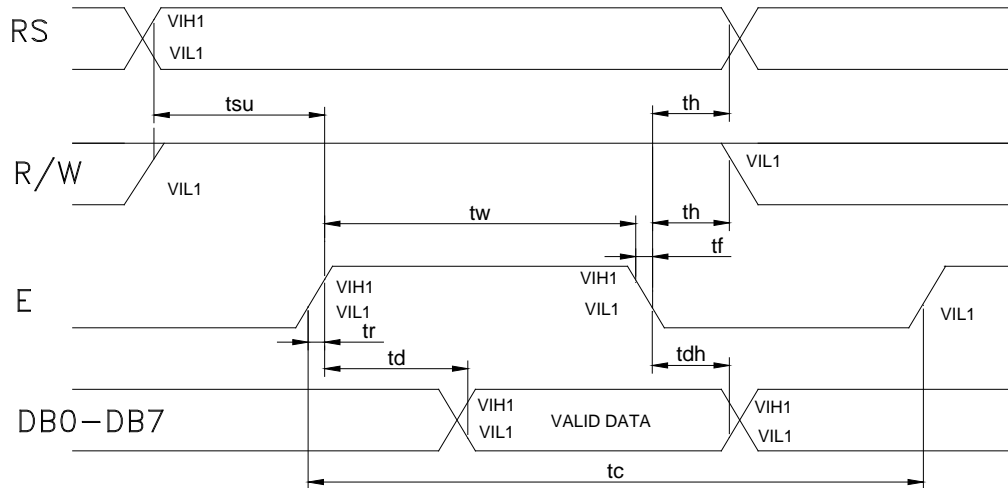 RS
VIH1
VIL1
tsu
th
R/W
VIL1
VIL1
tw
th
tf
E
VIH1
VIL1
VIH1
VIL1
VIL1
tr
td
tdh
DB0-DB7
VIH1
VIL1
VALID DATA
VIH1
VIL1
tc